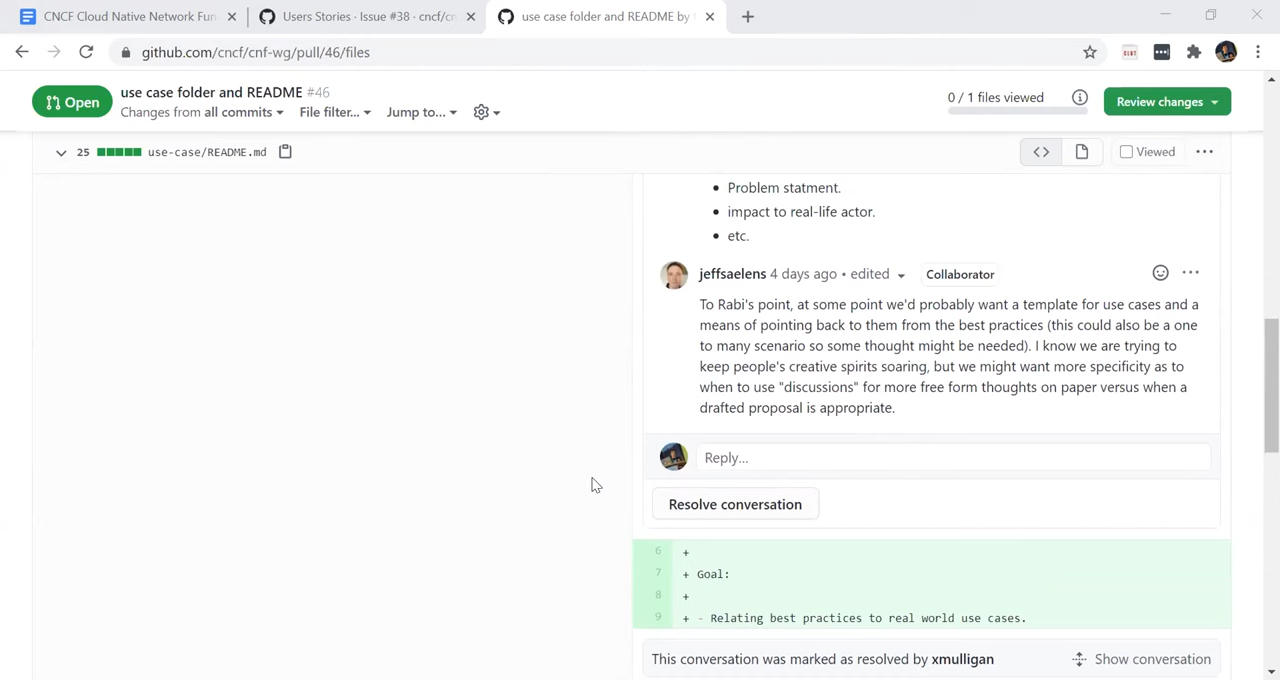 CNCF Cloud Native Network Fun
Users Stories · Issue #38 · cncf/cn
use case folder and README by
github.com/cncf/cnf-wg/pull/46/files
Open
use case folder and README #46
Changes from all commits
File filter...
Jump to...
0 / 1 files viewed
Review changes
25
use-case/README.md
Viewed
• Problem statment.
• impact to real-life actor.
• etc.
jeffsaelens 4 days ago • edited
Collaborator
To Rabi's point, at some point we'd probably want a template for use cases and a
means of pointing back to them from the best practices (this could also be a one
to many scenario so some thought might be needed). I know we are trying to
keep people's creative spirits soaring, but we might want more specificity as to
when to use "discussions" for more free form thoughts on paper versus when a
drafted proposal is appropriate.
Reply...
Resolve conversation
6 +
7 + Goal:
8 +
9 + - Relating best practices to real world use cases.
This conversation was marked as resolved by xmulligan
Show conversation